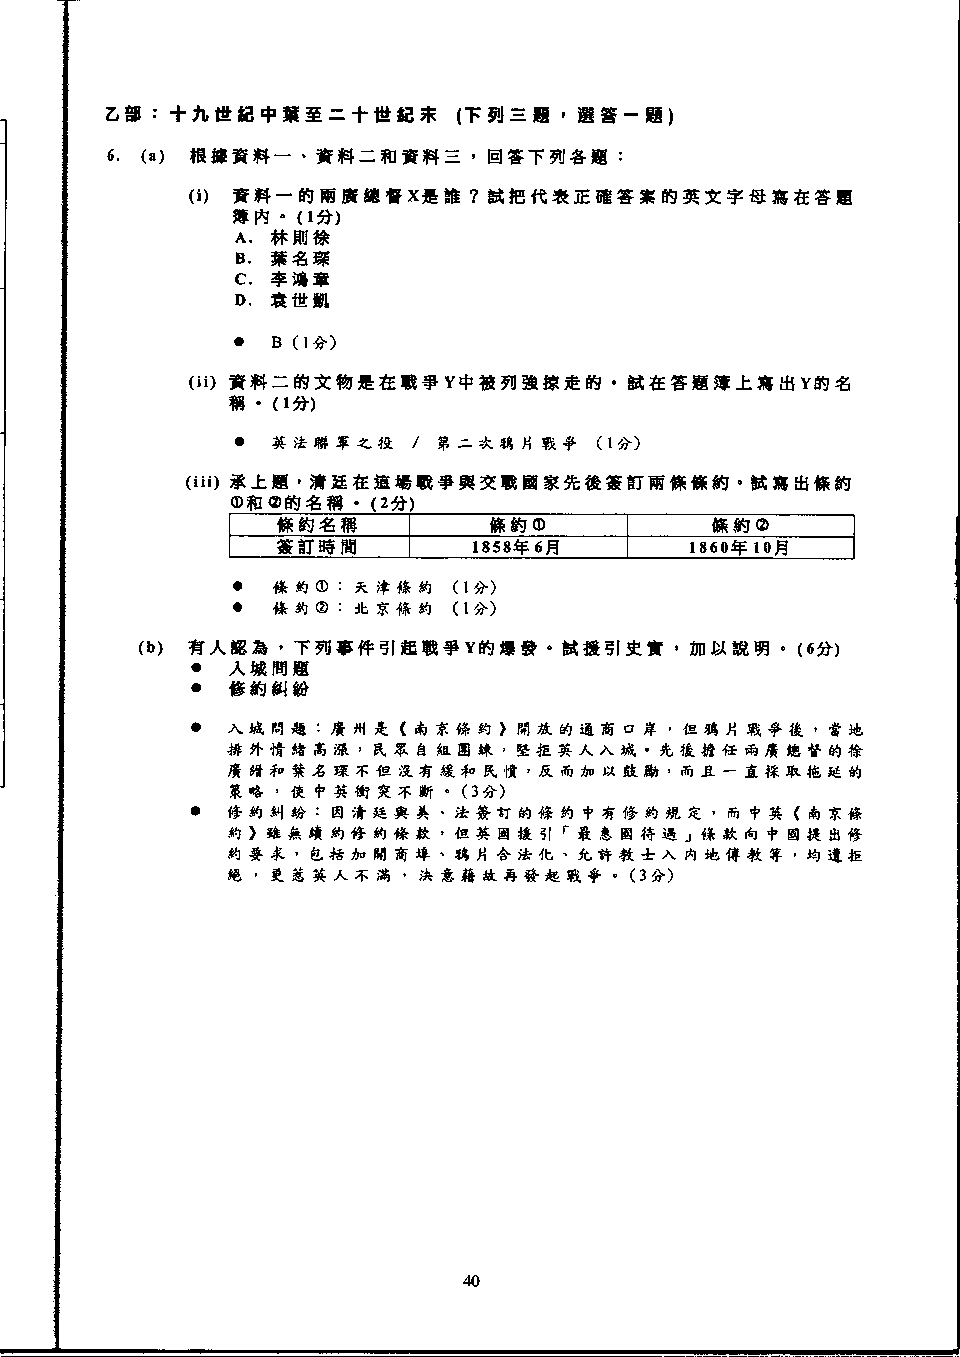 乙部：十九世紀中葉至二十世紀末 (下列三題，選答一題)
6. (a) 根據資料一、資料二和資料三，回答下列各題：
(i) 資料一的兩廣總督X是誰？試把代表正確答案的英文字母寫在答題
簿內。(1分)
A. 林則徐
B. 葉名琛
C. 李鴻章
D. 袁世凱
● B (1分)
(ii) 資料二的文物是在戰爭Y中被列強掠走的。試在答題簿上寫出Y的名
稱。(1分)
● 英法聯軍之役 / 第二次鴉片戰爭 (1分)
(iii) 承上題，清廷在這場戰爭與交戰國家先後簽訂兩條條約。試寫出條約
①和②的名稱。(2分)
條約名稱 條約① 條約②
簽訂時間 1858年6月 1860年10月
● 條約①：天津條約 (1分)
● 條約②：北京條約 (1分)
(b) 有人認為，下列事件引起戰爭Y的爆發。試援引史實，加以說明。(6分)
● 入城問題
● 修約糾紛
● 入城問題：廣州是《南京條約》開放的通商口岸，但鴉片戰爭後，當地
排外情緒高漲，民眾自組團練，堅拒英人入城。先後擔任兩廣總督的徐
廣縉和葉名琛不但沒有緩和民憤，反而加以鼓勵，而且一直採取拖延的
策略，使中英衝突不斷。(3分)
● 修約糾紛：因清廷與美、法簽訂的條約中有修約規定，而中英《南京條
約》雖無續約修約條款，但英國援引「最惠國待遇」條款向中國提出修
約要求，包括加開商埠、鴉片合法化、允許教士入內地傳教等，均遭拒
絕，更惹英人不滿，決意藉故再發起戰爭。(3分)
40